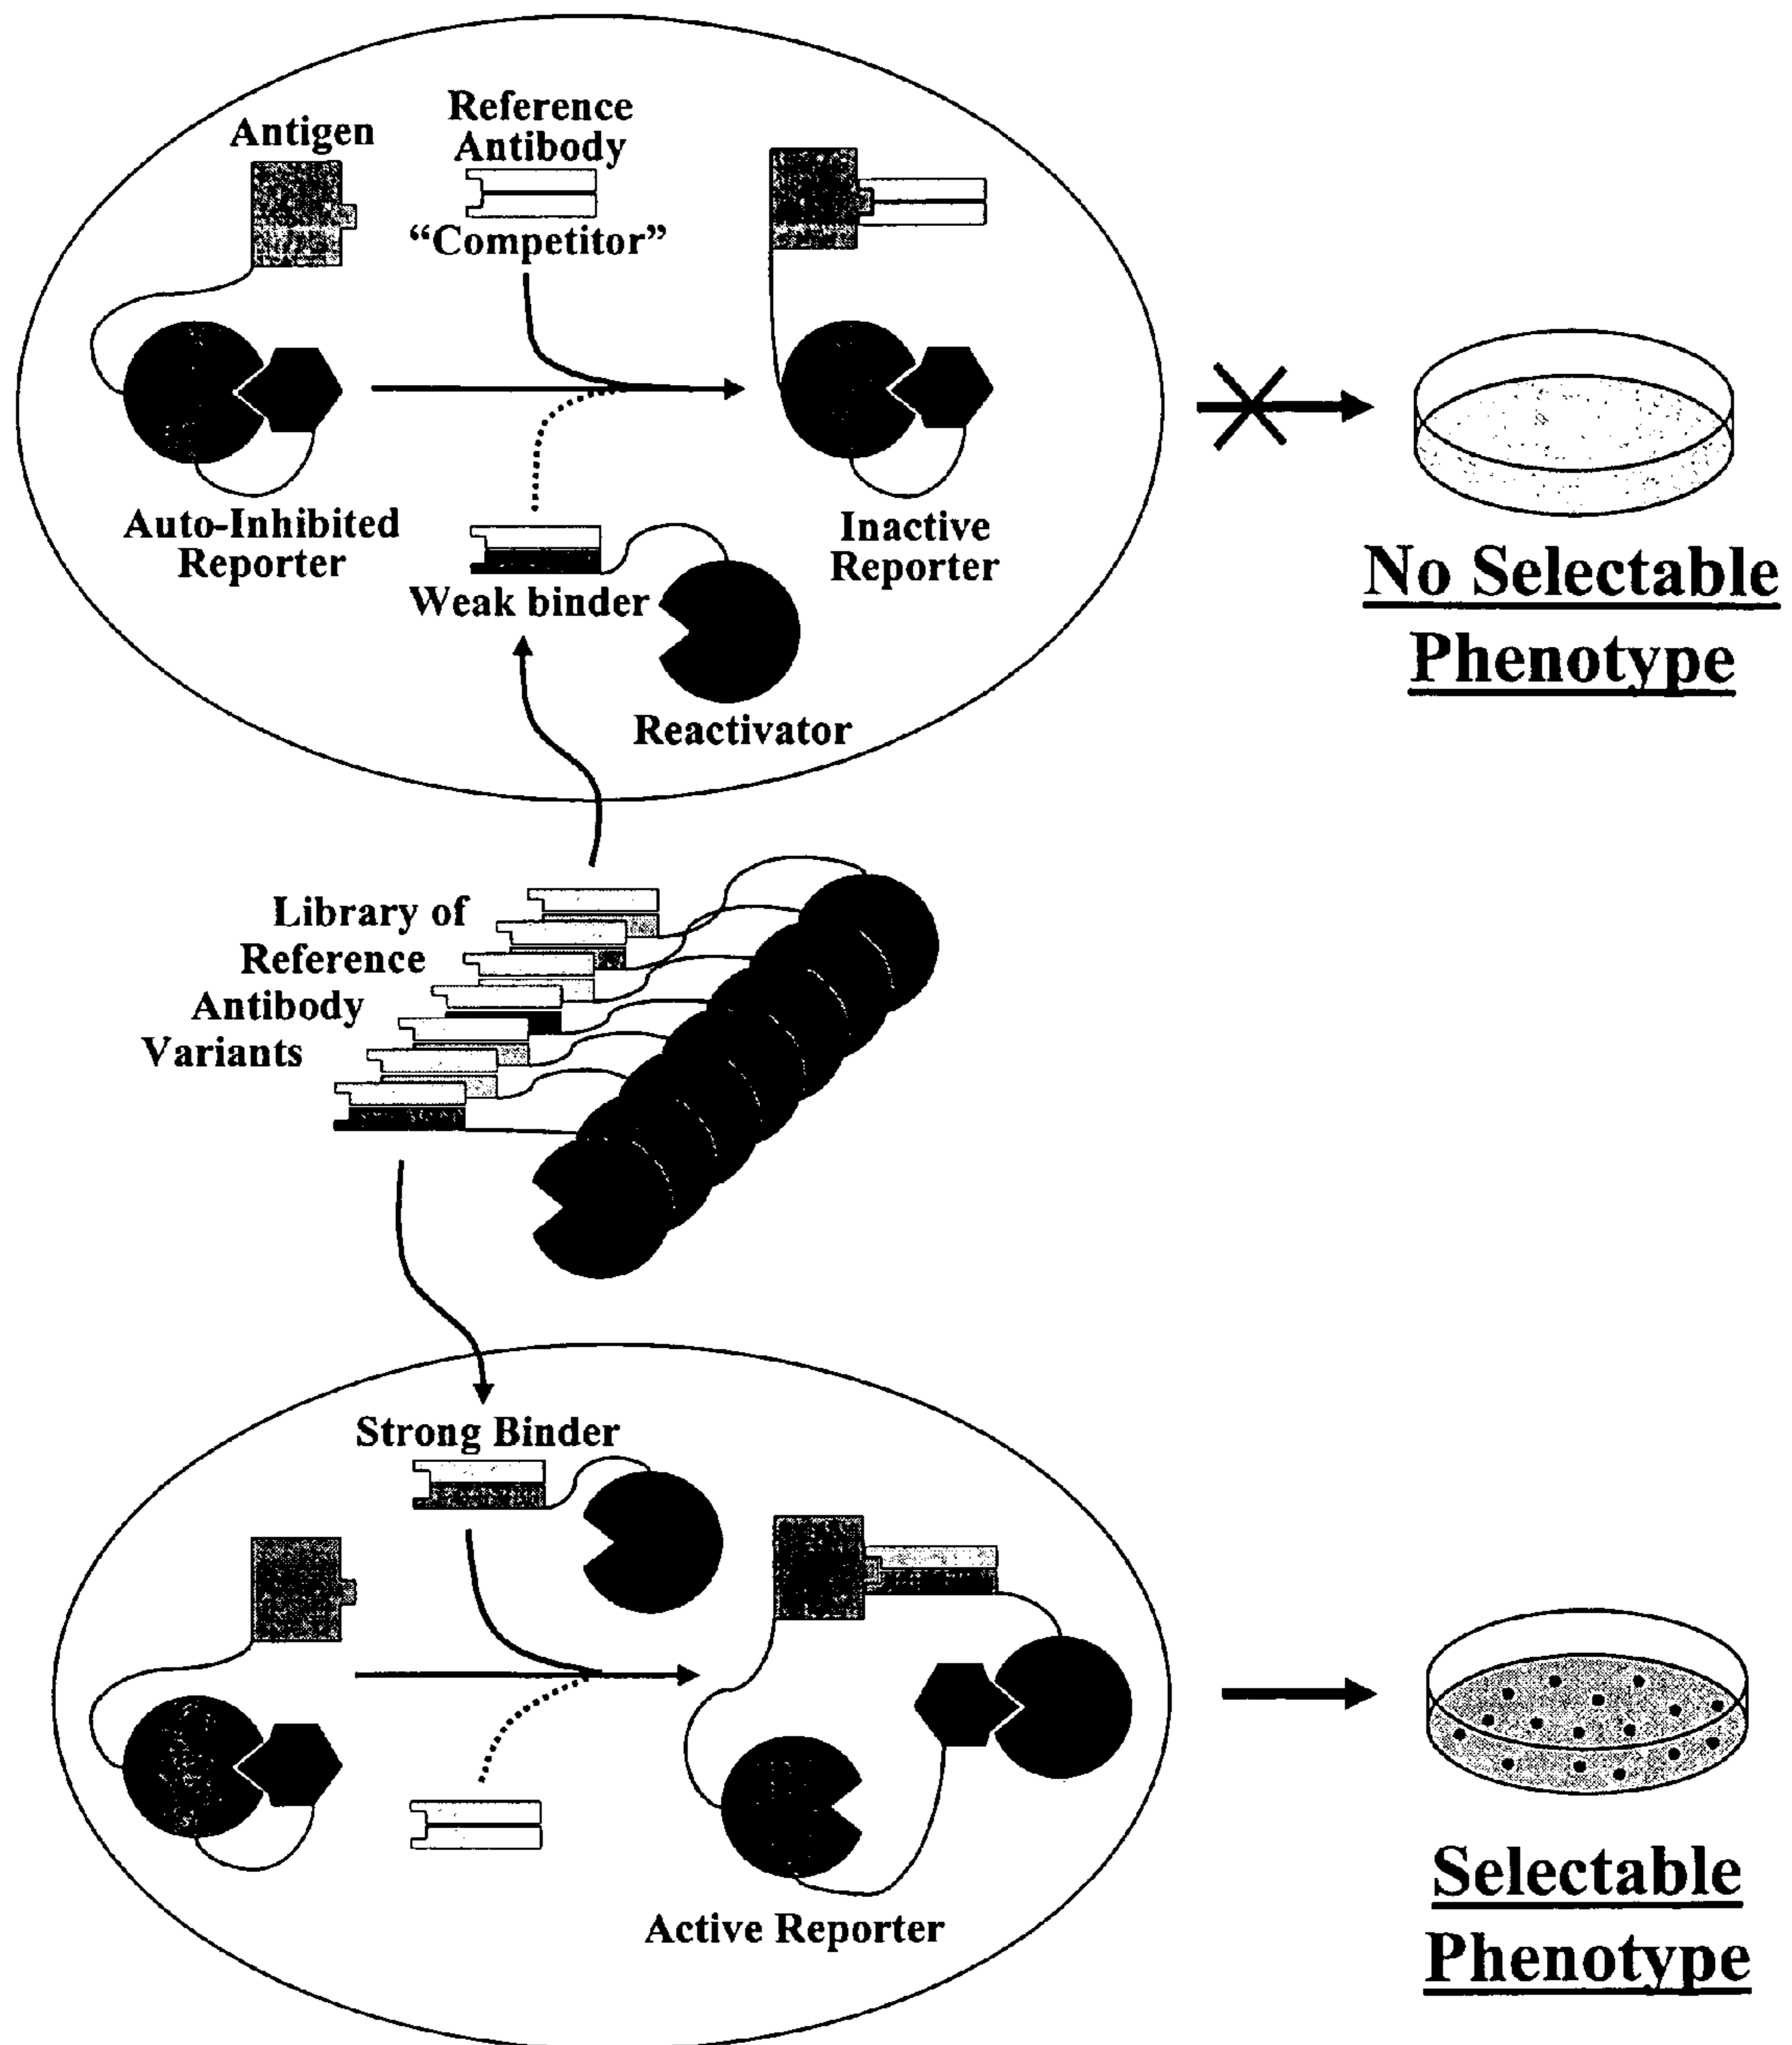 Antigen
Reference
Antibody
“Competitor”
Auto-Inhibited
Reporter
Weak binder
Inactive
Reporter
Reactivator
No Selectable
Phenotype
Library of
Reference
Antibody
Variants
Strong Binder
Active Reporter
Selectable
Phenotype